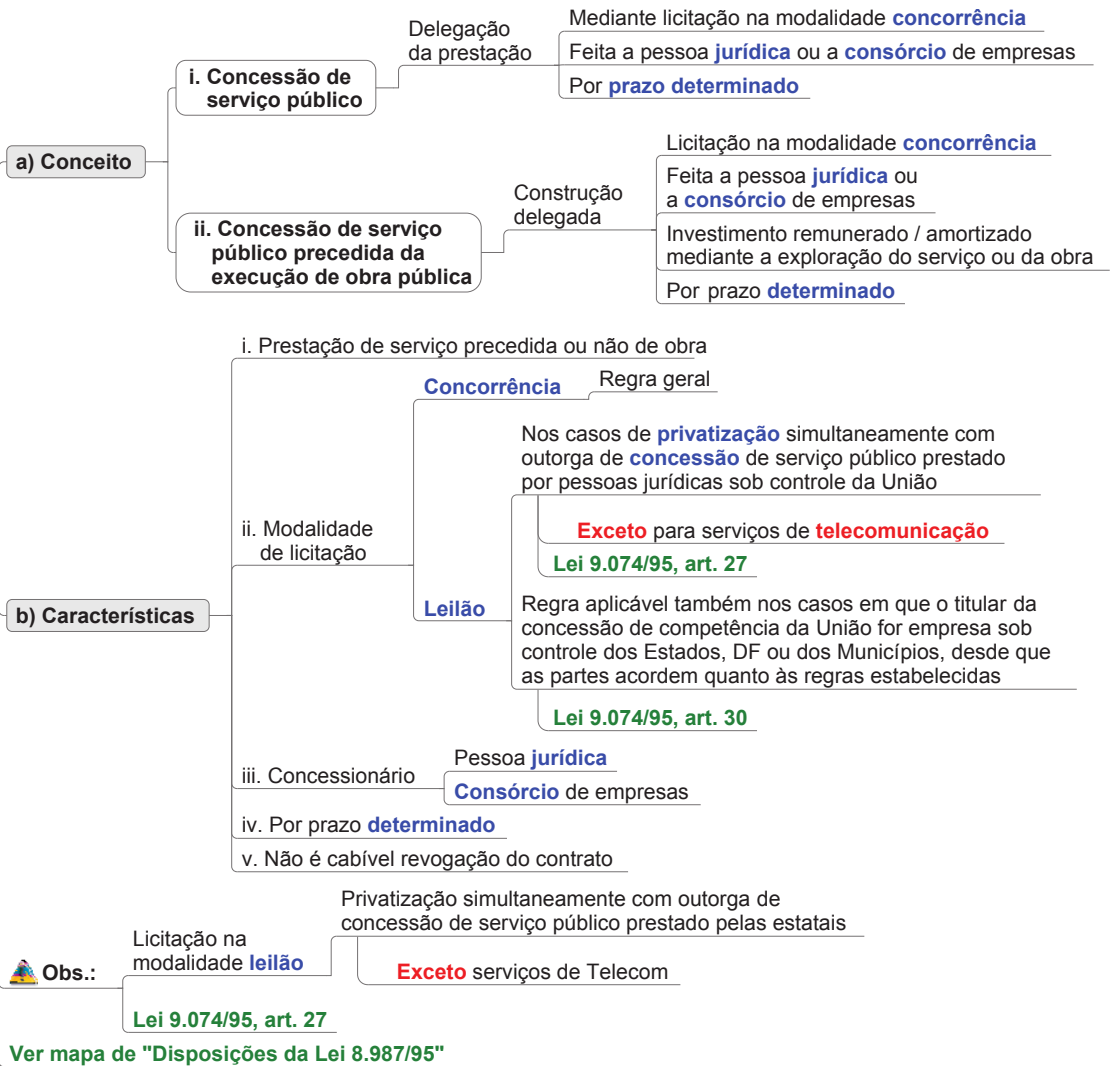 a) Conceito
i. Concessão de
serviço público
Delegação
da prestação
Mediante licitação na modalidade concorrência
Feita a pessoa jurídica ou a consórcio de empresas
Por prazo determinado
ii. Concessão de serviço
público precedida da
execução de obra pública
Construção
delegada
Licitação na modalidade concorrência
Feita a pessoa jurídica ou
a consórcio de empresas
Investimento remunerado / amortizado
mediante a exploração do serviço ou da obra
Por prazo determinado
b) Características
i. Prestação de serviço precedida ou não de obra
ii. Modalidade
de licitação
Concorrência
Regra geral
Leilão
Nos casos de privatização simultaneamente com
outorga de concessão de serviço público prestado
por pessoas jurídicas sob controle da União
Exceto para serviços de telecomunicação
Lei 9.074/95, art. 27
Regra aplicável também nos casos em que o titular da
concessão de competência da União for empresa sob
controle dos Estados, DF ou dos Municípios, desde que
as partes acordem quanto às regras estabelecidas
Lei 9.074/95, art. 30
iii. Concessionário
Pessoa jurídica
Consórcio de empresas
iv. Por prazo determinado
v. Não é cabível revogação do contrato
Obs.:
Licitação na
modalidade leilão
Privatização simultaneamente com outorga de
concessão de serviço público prestado pelas estatais
Exceto serviços de Telecom
Lei 9.074/95, art. 27
Ver mapa de "Disposições da Lei 8.987/95"